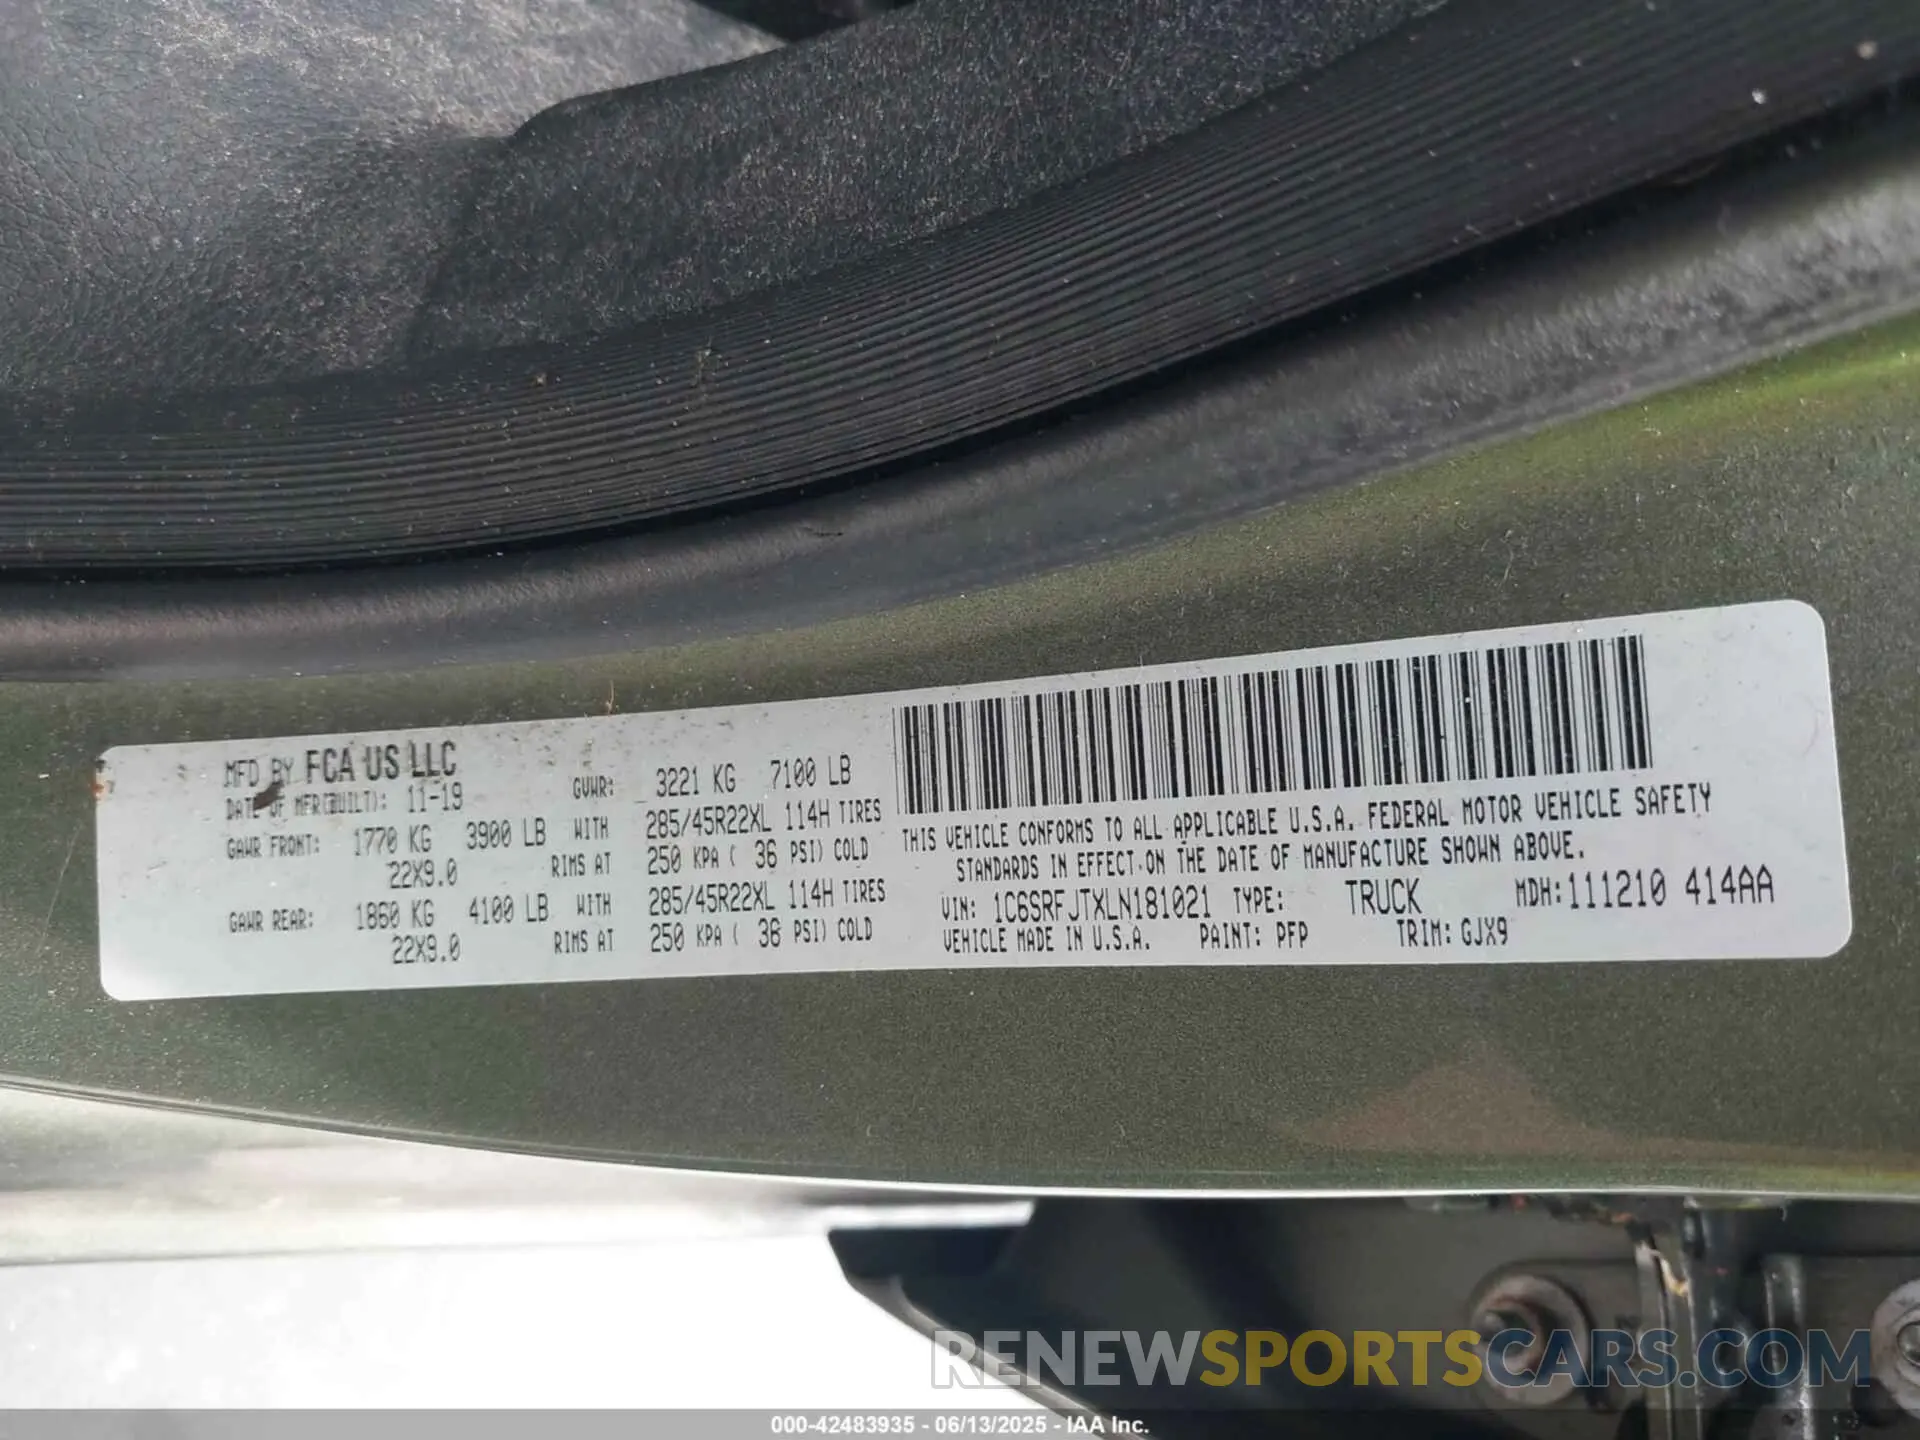 MFD BY FCA US LLC
DATE OF MFR(BUILT): 11-19 GVWR: 3221 KG 7100 LB
GAWR FRONT: 1770 KG 3900 LB WITH 285/45R22XL 114H TIRES
22X9.0 RIMS AT 250 KPA ( 36 PSI) COLD
GAWR REAR: 1860 KG 4100 LB WITH 285/45R22XL 114H TIRES
22X9.0 RIMS AT 250 KPA ( 36 PSI) COLD
THIS VEHICLE CONFORMS TO ALL APPLICABLE U.S.A. FEDERAL MOTOR VEHICLE SAFETY
STANDARDS IN EFFECT ON THE DATE OF MANUFACTURE SHOWN ABOVE.
VIN: 1C6SRFJTXLN181021 TYPE: TRUCK MDH:111210 414AA
VEHICLE MADE IN U.S.A. PAINT: PFP TRIM: GJX9
RENEWSPORTSCARS.COM
000-42483935 - 06/13/2025 - IAA Inc.